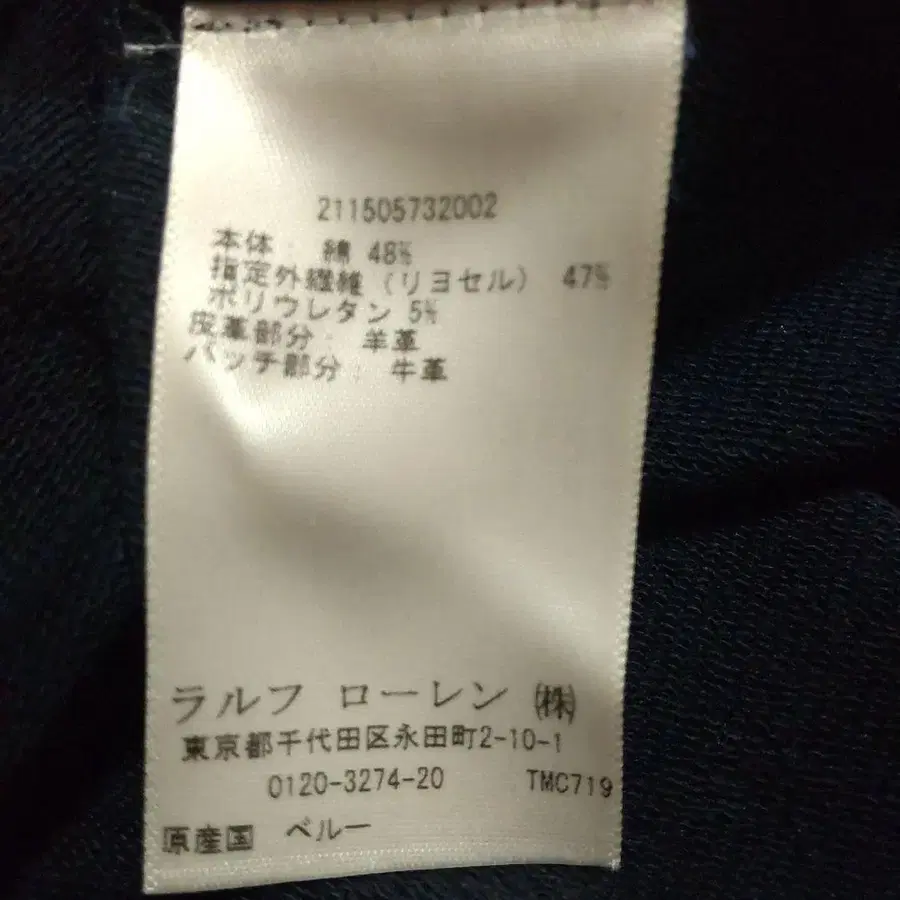 211505732002
本体 : 綿 48%
指定外繊維 (リヨセル) 47%
ポリウレタン 5%
皮革部分 : 羊革
パッチ部分 : 牛革
ラルフ ローレン ㈱
東京都千代田区永田町2-10-1
0120-3274-20 TMC719
原産国 ペルー